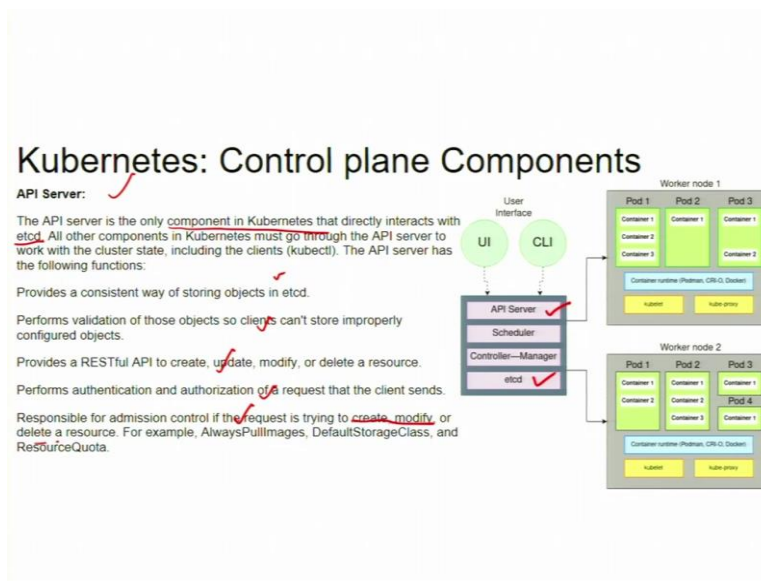 Kubernetes: Control plane Components
API Server:
The API server is the only component in Kubernetes that directly interacts with
etcd. All other components in Kubernetes must go through the API server to
work with the cluster state, including the clients (kubectl). The API server has
the following functions:
Provides a consistent way of storing objects in etcd.
Performs validation of those objects so clients can't store improperly
configured objects.
Provides a RESTful API to create, update, modify, or delete a resource.
Performs authentication and authorization of a request that the client sends.
Responsible for admission control if the request is trying to create, modify, or
delete a resource. For example, AlwaysPullImages, DefaultStorageClass, and
ResourceQuota.
User
Interface
UI
CLI
API Server
Scheduler
Controller—Manager
etcd
Worker node 1
Pod 1
Pod 2
Pod 3
Container 1
Container 1
Container 1
Container 2
Container 3
Container 2
Container runtime (Podman, CRI-O, Docker)
kubelet
kube-proxy
Worker node 2
Pod 1
Pod 2
Pod 3
Container 1
Container 1
Container 1
Container 2
Container 2
Pod 4
Container 3
Container 1
Container runtime (Podman, CRI-O, Docker)
kubelet
kube-proxy